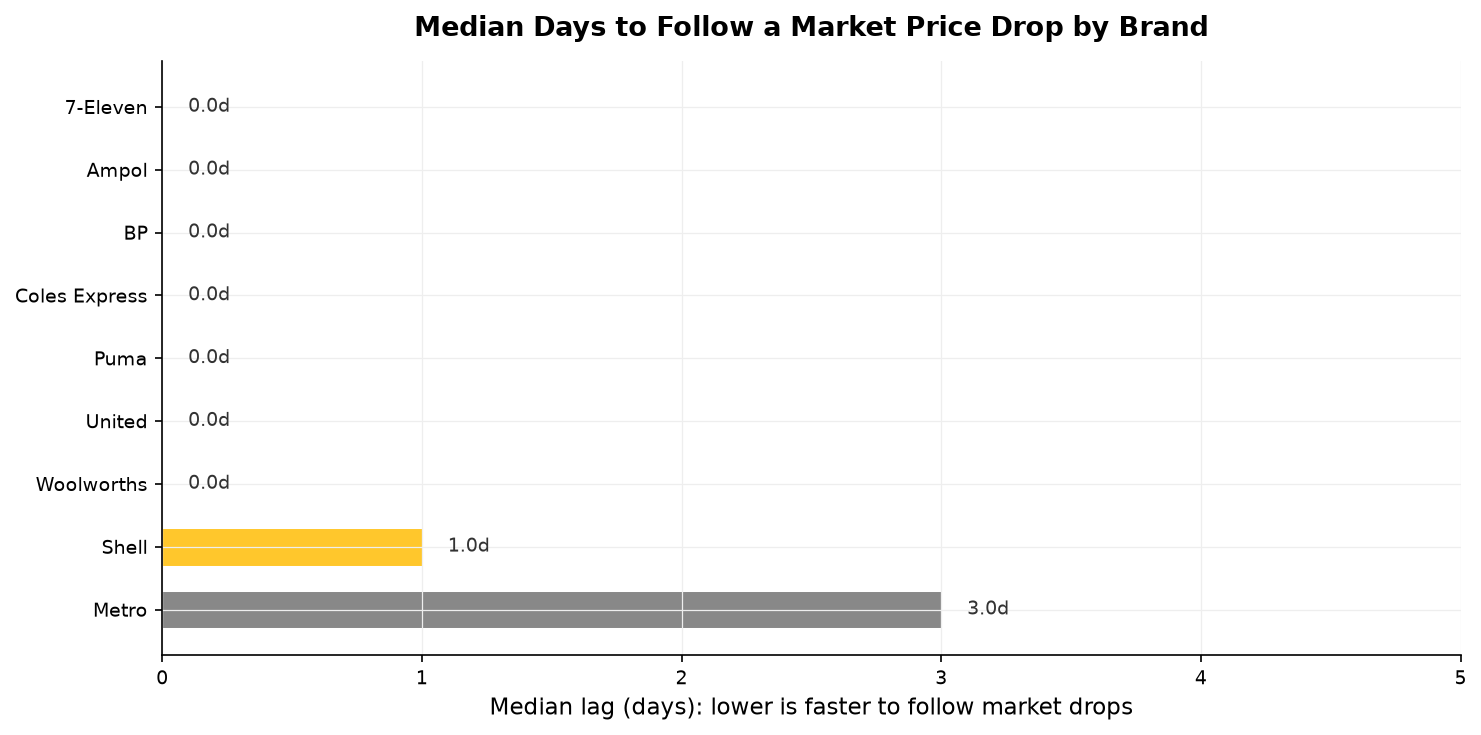 Median Days to Follow a Market Price Drop by Brand
7-Eleven 0.0d
Ampol 0.0d
BP 0.0d
Coles Express 0.0d
Puma 0.0d
United 0.0d
Woolworths 0.0d
Shell 1.0d
Metro 3.0d
0 1 2 3 4 5
Median lag (days): lower is faster to follow market drops